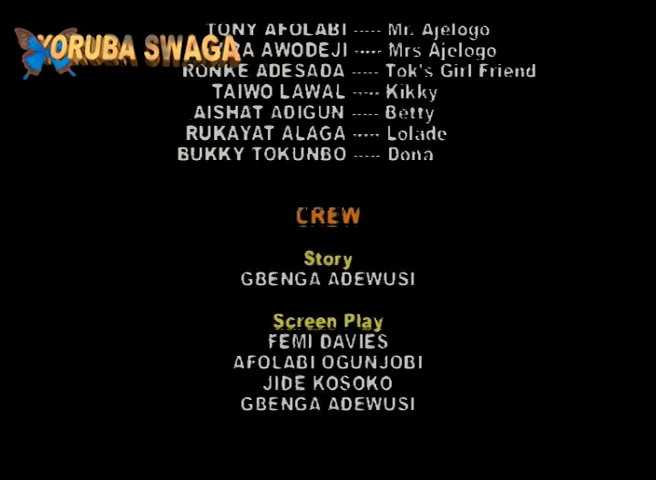 TONY AFOLABI ----- Mr. Ajelogo
YORUBA SWAGA
AWODEJI ----- Mrs Ajelogo
RONKE ADESADA ----- Tok's Girl Friend
TAIWO LAWAL ----- Kikky
AISHAT ADIGUN ----- Betty
RUKAYAT ALAGA ----- Lolade
BUKKY TOKUNBO ----- Dona
CREW
Story
GBENGA ADEWUSI
Screen Play
FEMI DAVIES
AFOLABI OGUNJOBI
JIDE KOSOKO
GBENGA ADEWUSI